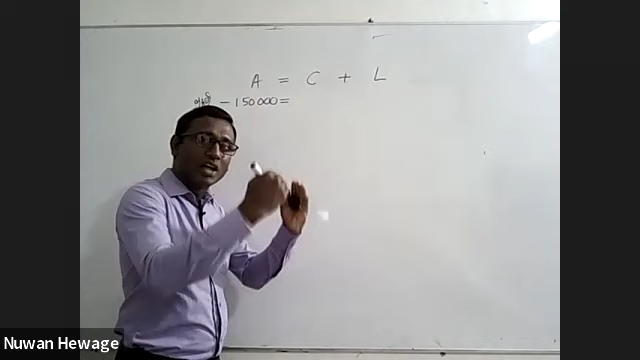 A = C + L
- 150000 =
Nuwan Hewage